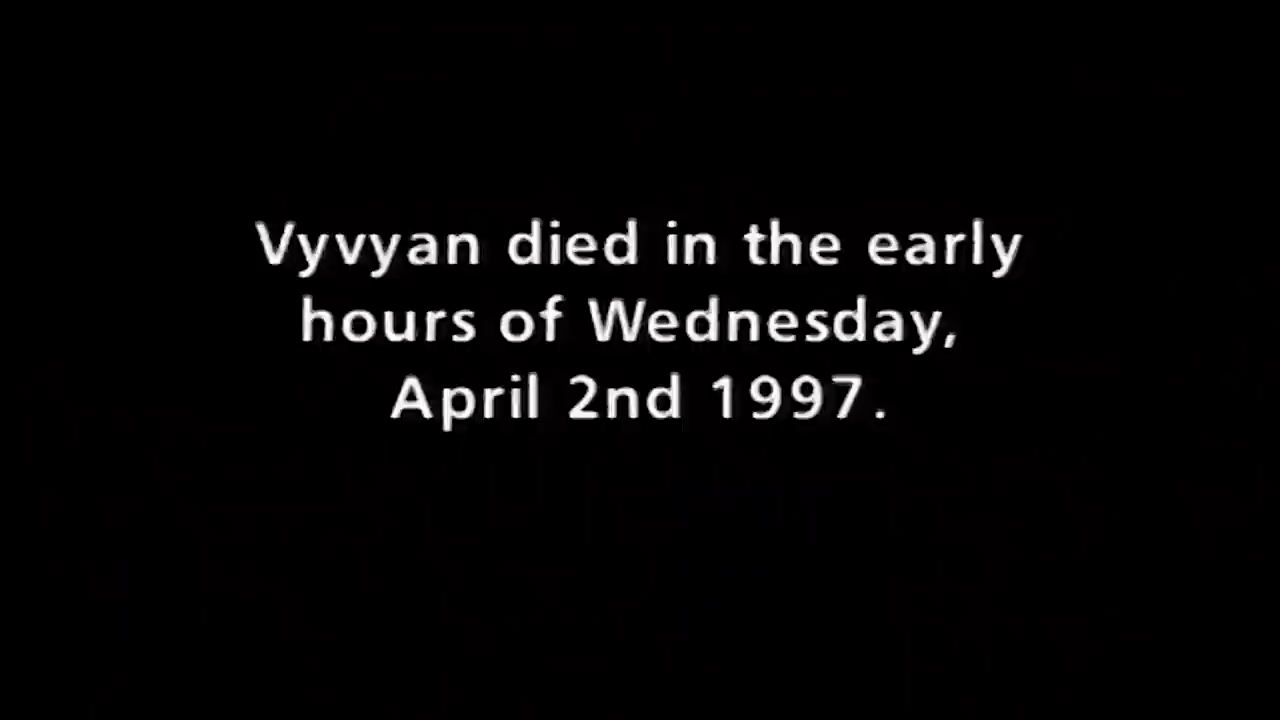 Vyvyan died in the early
hours of Wednesday,
April 2nd 1997.